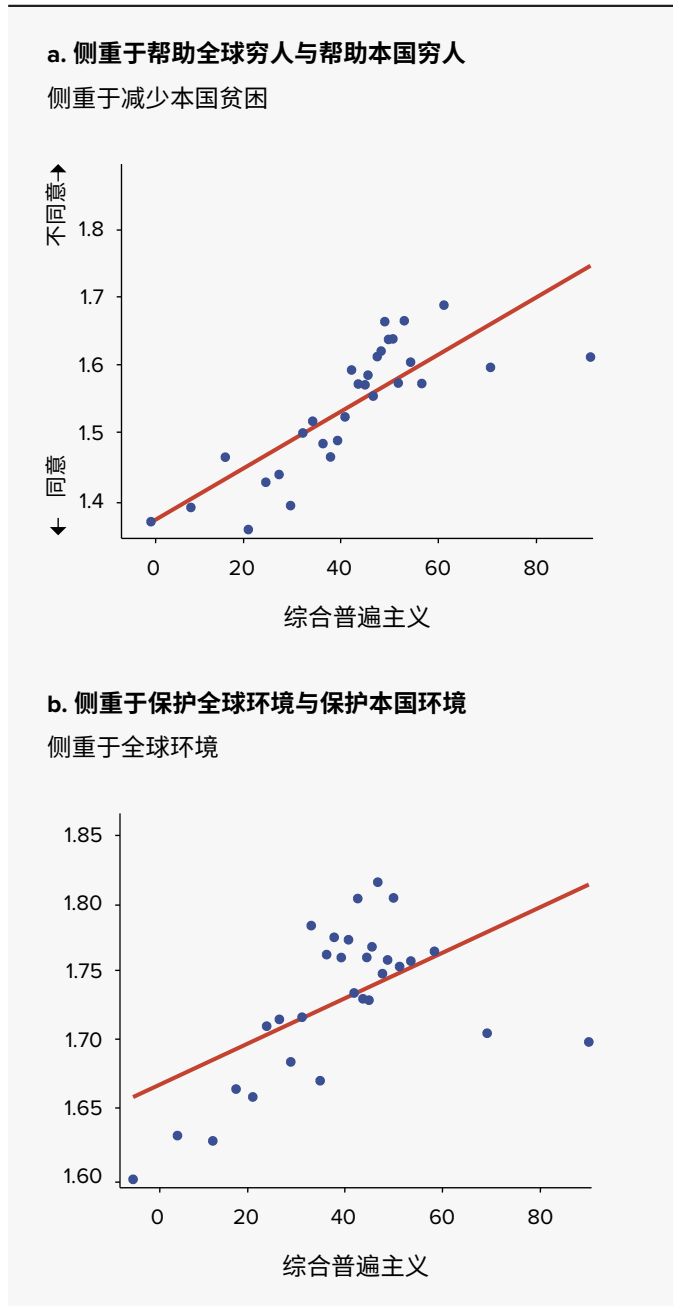 a. 侧重于帮助全球穷人与帮助本国穷人
侧重于减少本国贫困
不同意
同意
1.8
1.7
1.6
1.5
1.4
0 20 40 60 80
综合普遍主义
b. 侧重于保护全球环境与保护本国环境
侧重于全球环境
1.85
1.80
1.75
1.70
1.65
1.60
0 20 40 60 80
综合普遍主义